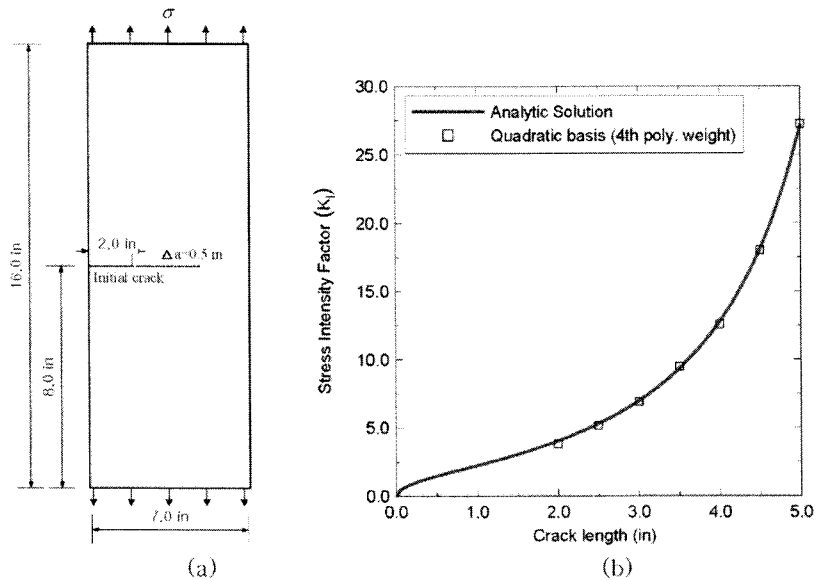 σ
16.0 in
2.0 in
Δa=0.5 in
Initial crack
8.0 in
7.0 in
(a)
30.0
25.0
20.0
15.0
10.0
5.0
0.0
Stress Intensity Factor (K_I)
Analytic Solution
Quadratic basis (4th poly. weight)
0.0 1.0 2.0 3.0 4.0 5.0
Crack length (in)
(b)